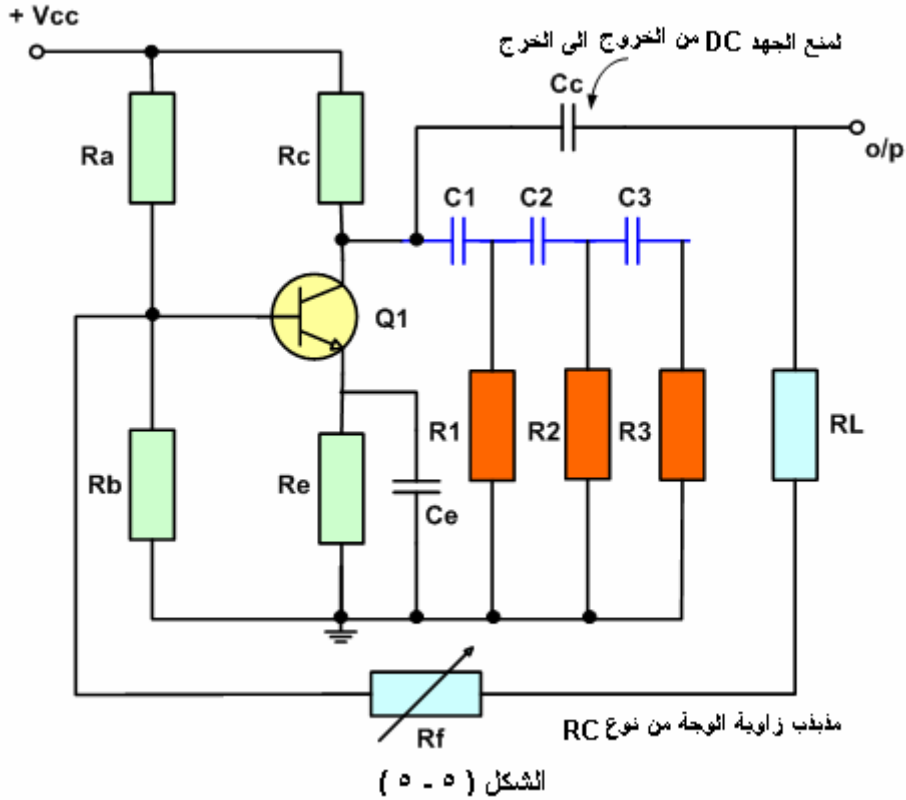 + Vcc
لمنع الجهد DC من الخروج الى الخرج
Cc
o/p
Ra
Rc
C1
C2
C3
Q1
Rb
Re
Ce
R1
R2
R3
RL
Rf
مذبذب زاوية الوجة من نوع RC
الشكل ( ٥ - ٥ )